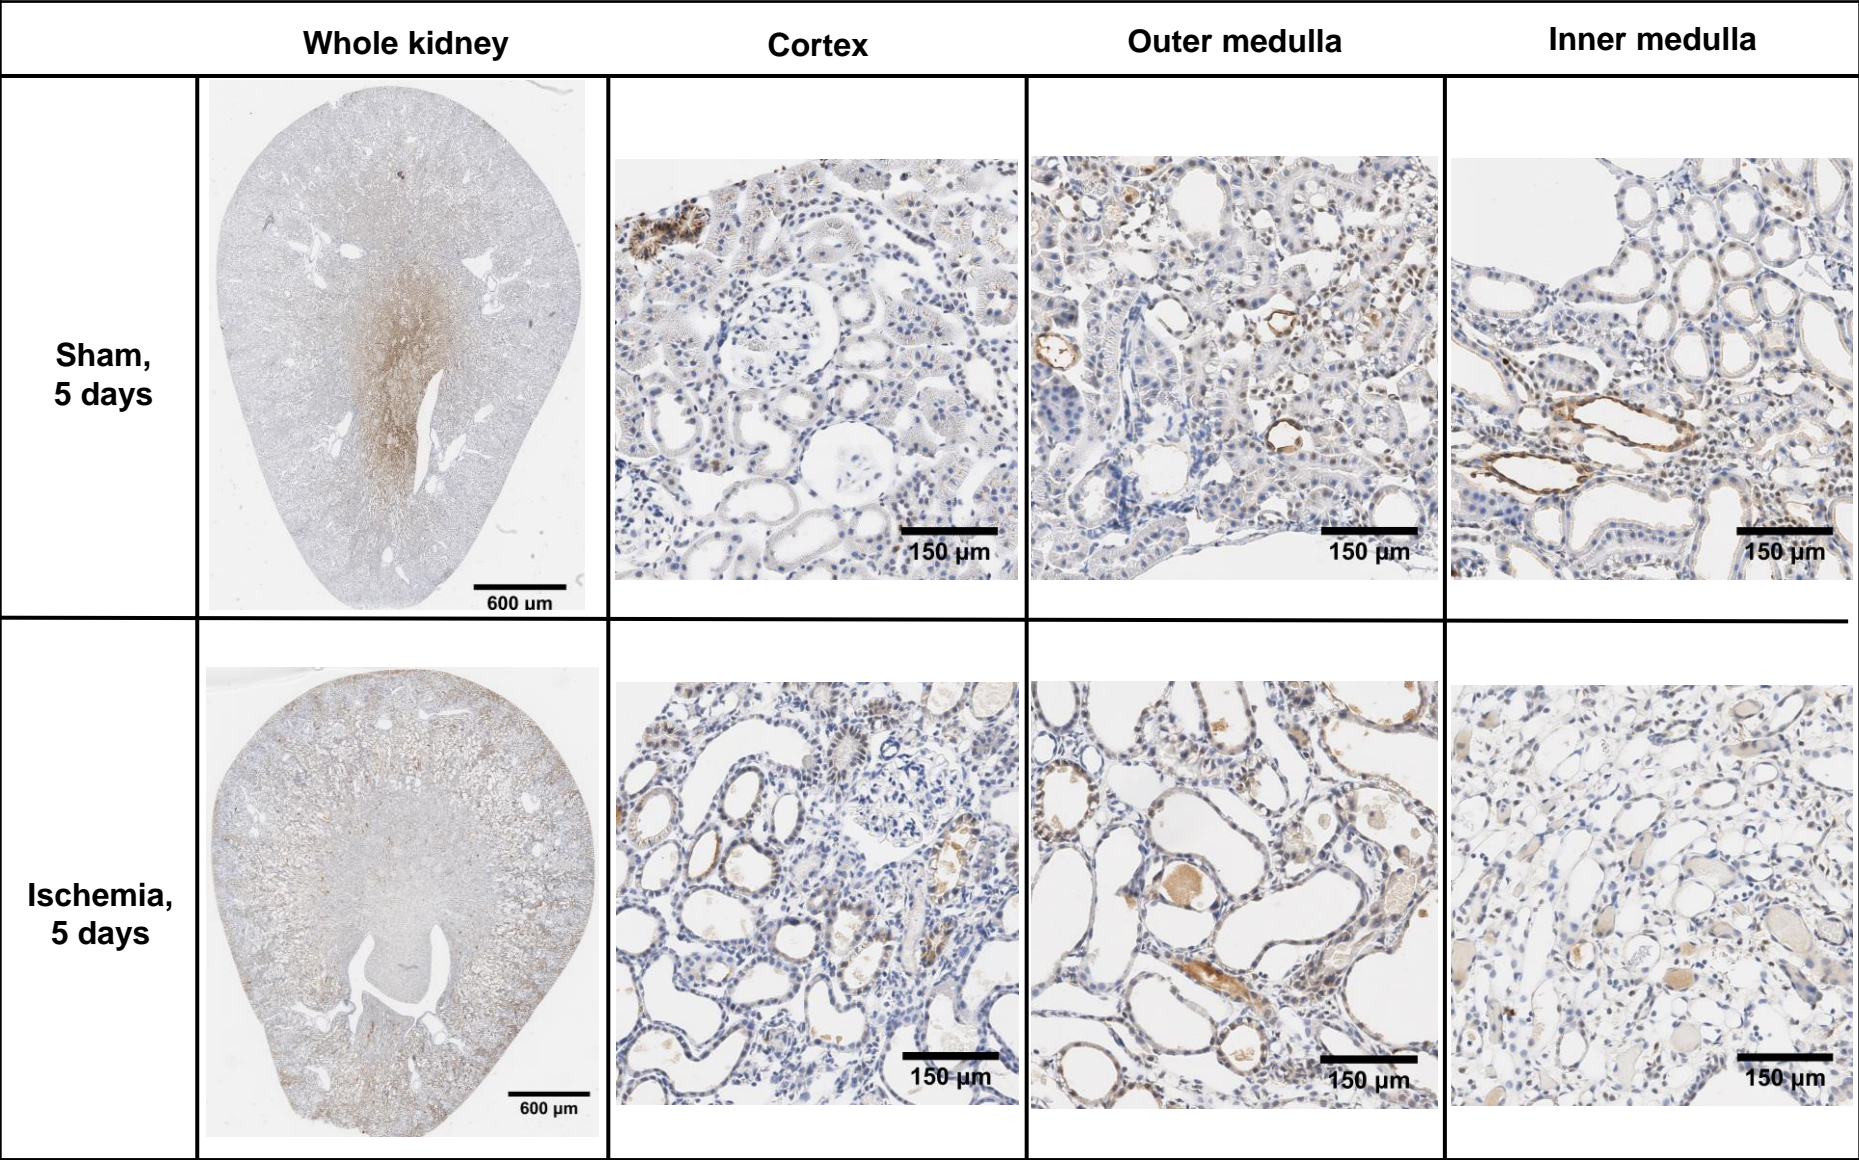 Whole kidney
Cortex
Outer medulla
Inner medulla
Sham,
5 days
600 µm
150 µm
150 µm
150 µm
Ischemia,
5 days
600 µm
150 µm
150 µm
150 µm